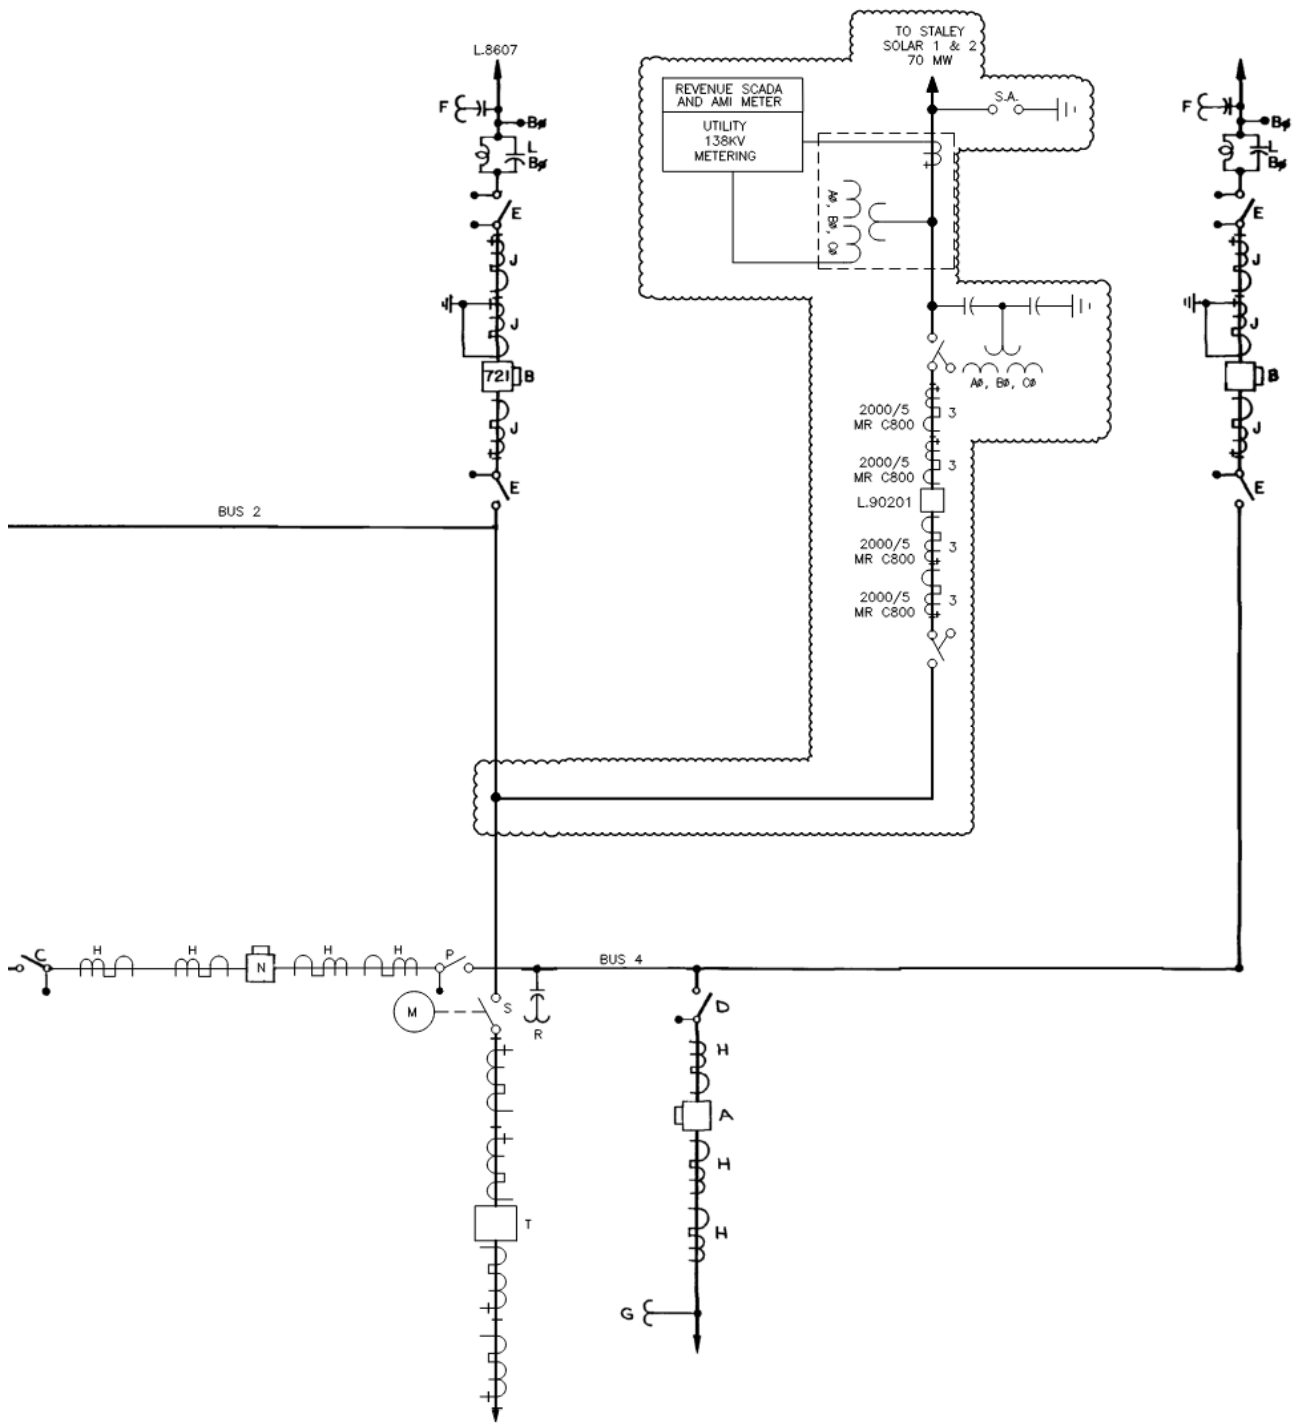 L.8607
TO STALEY
SOLAR 1 & 2
70 MW
REVENUE SCADA
AND AMI METER
UTILITY
138KV
METERING
S.A.
F
BØ
L
BØ
F
BØ
L
BØ
AØ, BØ, CØ
E
E
J
J
J
J
721 B
B
AØ, BØ, CØ
2000/5
MR C800
3
J
J
2000/5
MR C800
3
E
E
L.90201
BUS 2
2000/5
MR C800
3
2000/5
MR C800
3
C
H
H
N
H
H
P
BUS 4
M
S
R
D
H
A
H
T
H
G